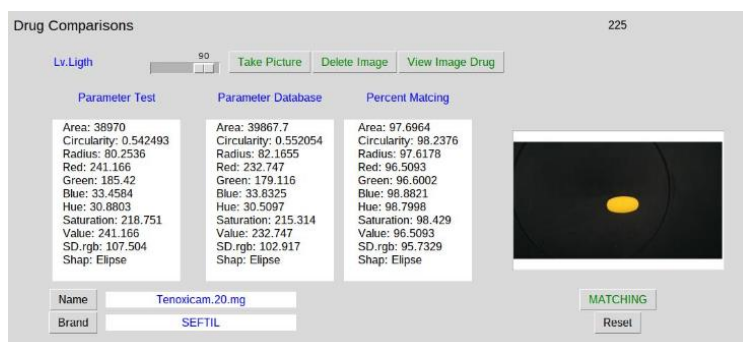 Drug Comparisons 225
Lv.Ligth 90 Take Picture Delete Image View Image Drug
Parameter Test Parameter Database Percent Matcing
Area: 38970 Area: 39867.7 Area: 97.6964
Circularity: 0.542493 Circularity: 0.552054 Circularity: 98.2376
Radius: 80.2536 Radius: 82.1655 Radius: 97.6178
Red: 241.166 Red: 232.747 Red: 96.5093
Green: 185.42 Green: 179.116 Green: 96.6002
Blue: 33.4584 Blue: 33.8325 Blue: 98.8821
Hue: 30.8803 Hue: 30.5097 Hue: 98.7998
Saturation: 218.751 Saturation: 215.314 Saturation: 98.429
Value: 241.166 Value: 232.747 Value: 96.5093
SD.rgb: 107.504 SD.rgb: 102.917 SD.rgb: 95.7329
Shap: Elipse Shap: Elipse Shap: Elipse
Name Tenoxicam.20.mg MATCHING
Brand SEFTIL Reset